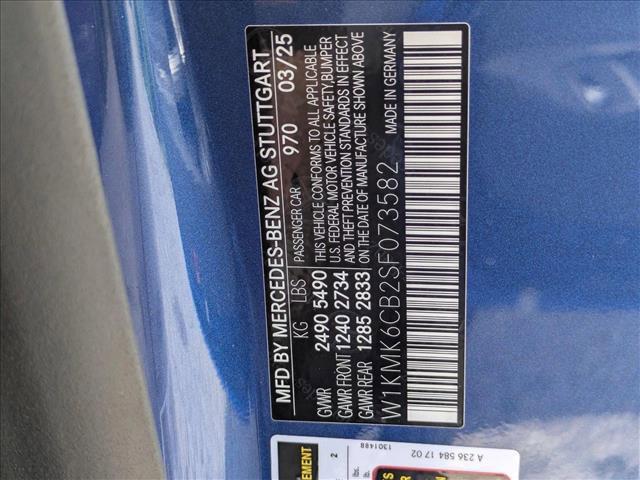 MFD BY MERCEDES-BENZ AG STUTTGART
970 03/25
KG LBS PASSENGER CAR
GVWR 2490 5490
GAWR FRONT 1240 2734
GAWR REAR 1285 2833
THIS VEHICLE CONFORMS TO ALL APPLICABLE
U.S. FEDERAL MOTOR VEHICLE SAFETY, BUMPER
AND THEFT PREVENTION STANDARDS IN EFFECT
ON THE DATE OF MANUFACTURE SHOWN ABOVE
W1KMK6CB2SF073582 MADE IN GERMANY
A 236 584 17 02
1301488
2
lbs.